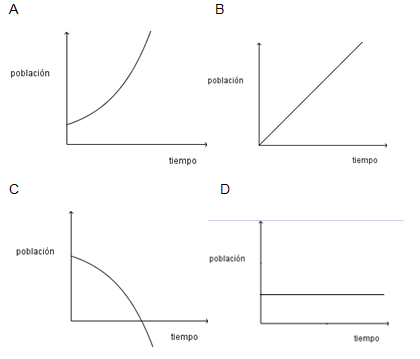 A
población
tiempo
B
población
tiempo
C
población
tiempo
D
población
tiempo